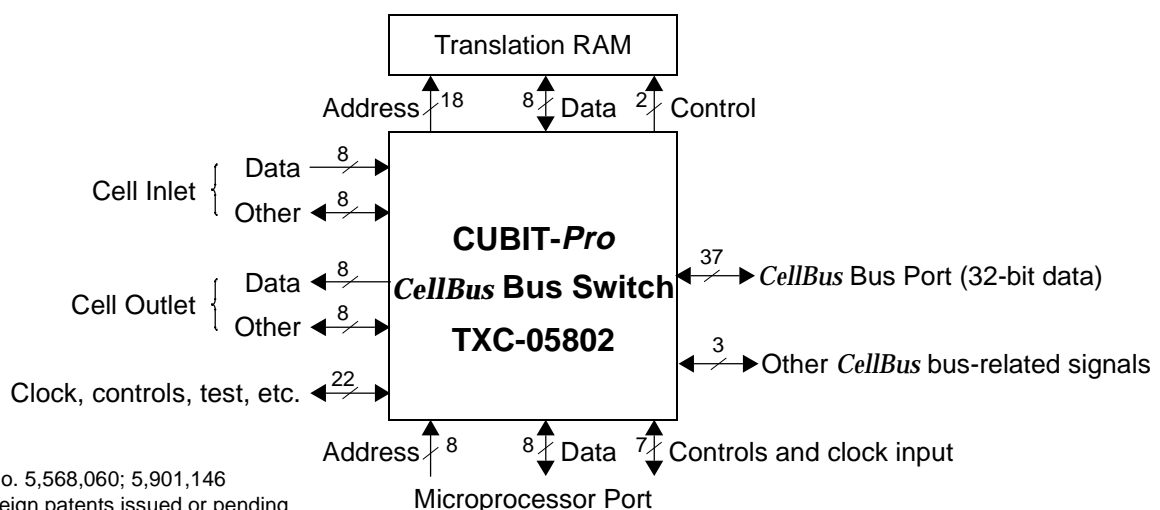 Translation RAM
Address 18 8 Data 2 Control
Data 8
Cell Inlet
Other 8
CUBIT-Pro
CellBus Bus Switch
TXC-05802
Data 8
Cell Outlet
Other 8
37 CellBus Bus Port (32-bit data)
3 Other CellBus bus-related signals
Clock, controls, test, etc. 22
Address 8 8 Data 7 Controls and clock input
Microprocessor Port
5,568,060; 5,901,146
patents issued or pending